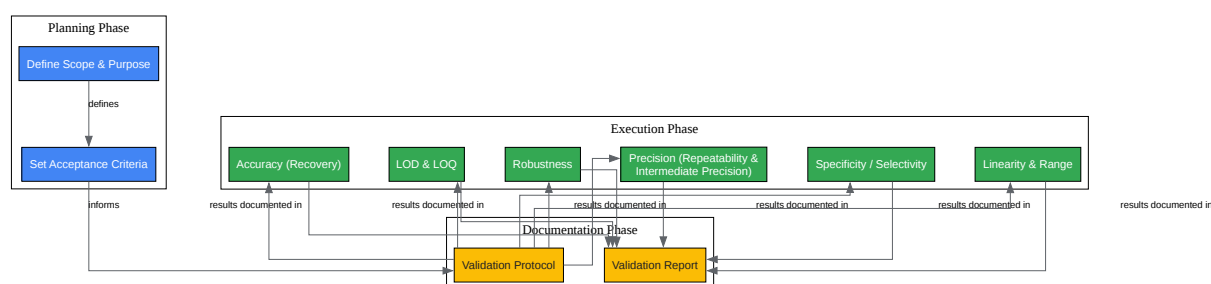 Planning Phase
Define Scope & Purpose
defines
Set Acceptance Criteria
informs
Execution Phase
Accuracy (Recovery)
LOD & LOQ
Robustness
Precision (Repeatability &
Intermediate Precision)
Specificity / Selectivity
Linearity & Range
results documented in
results documented in
results documented in
results documented in
results documented in
results documented in
Documentation Phase
Validation Protocol
Validation Report